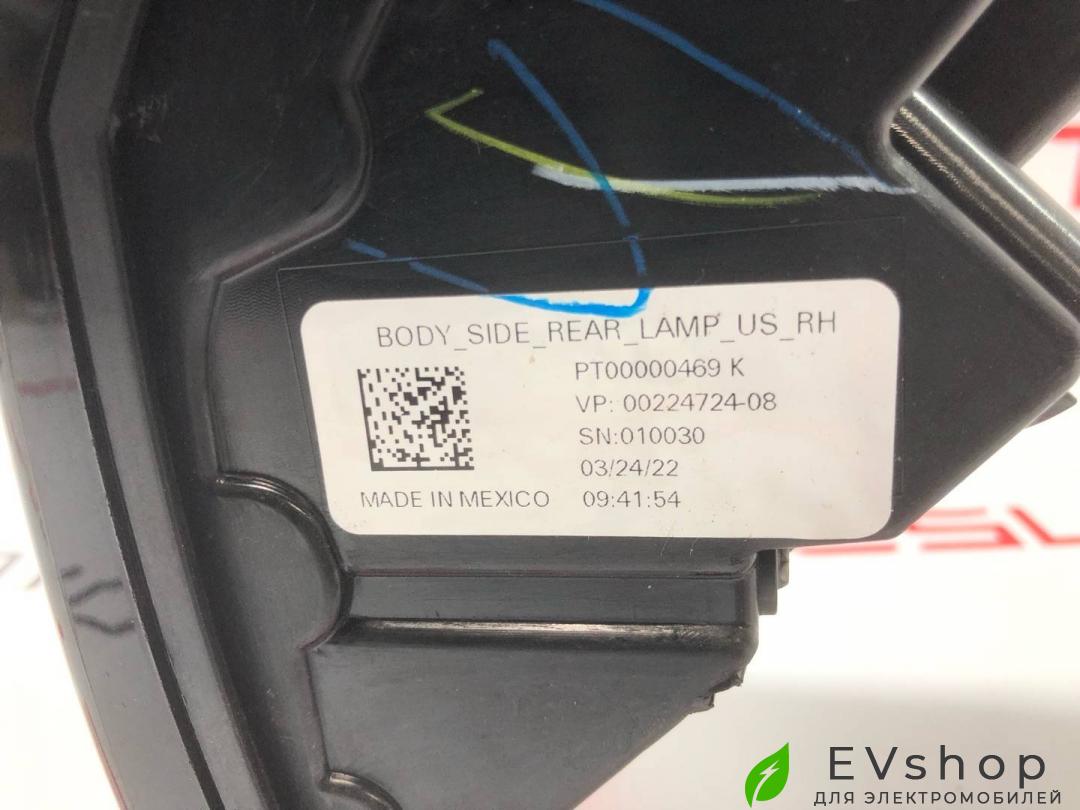 BODY_SIDE_REAR_LAMP_US_RH
PT00000469 K
VP: 00224724-08
SN:010030
03/24/22
MADE IN MEXICO 09:41:54
EVshop
ДЛЯ ЭЛЕКТРОМОБИЛЕЙ